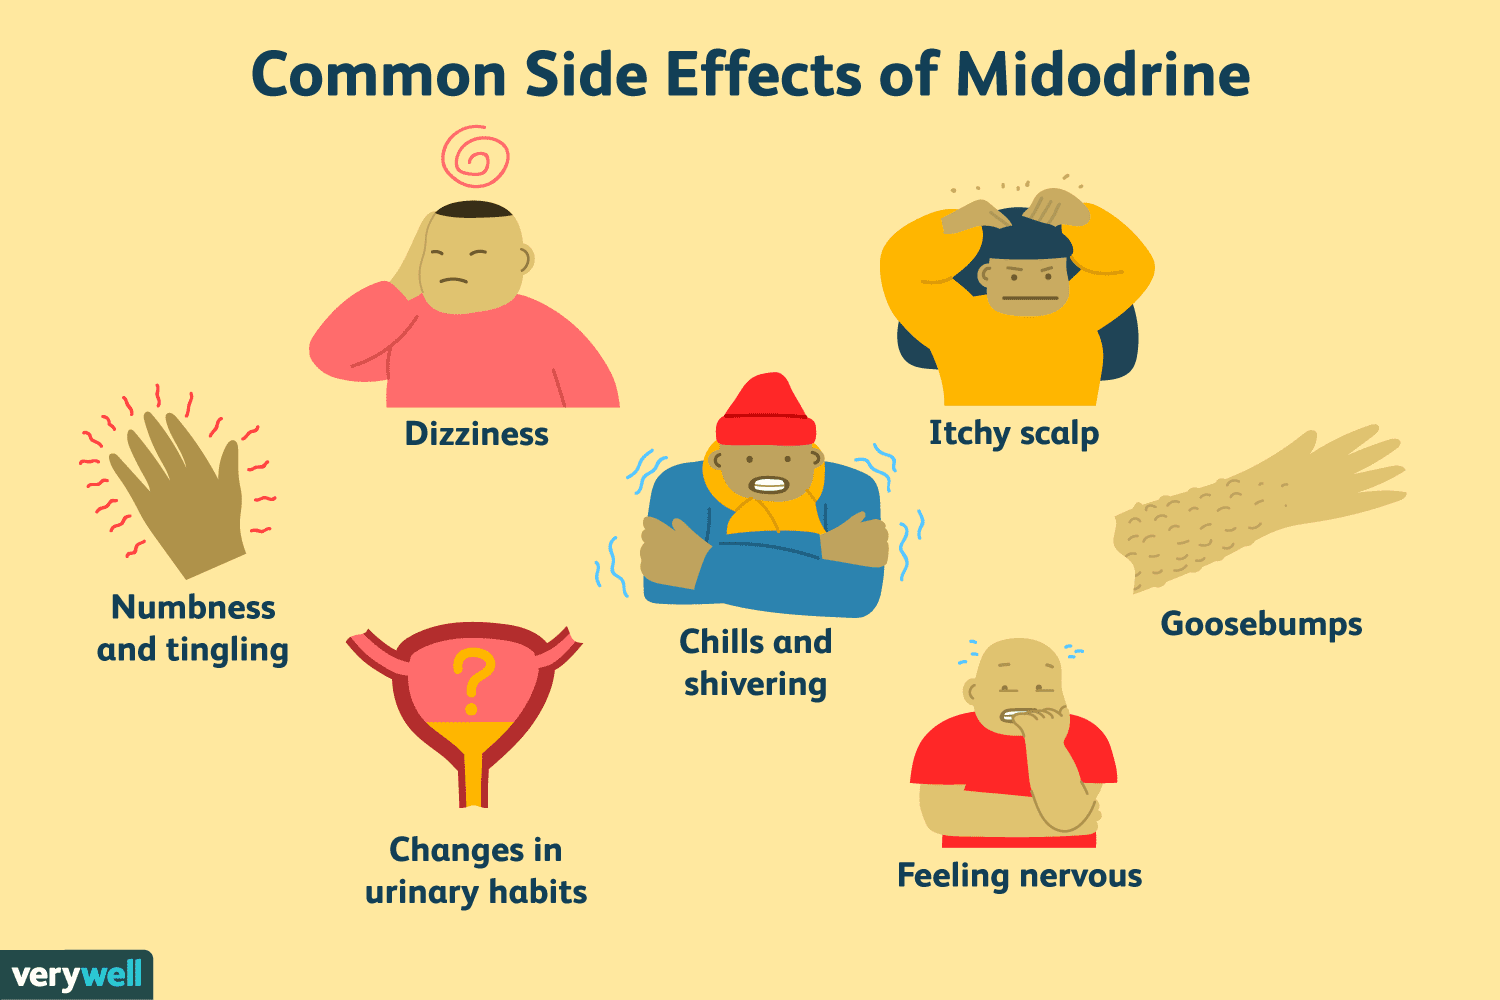 Common Side Effects of Midodrine
Dizziness
Itchy scalp
Numbness
and tingling
Chills and
shivering
Goosebumps
?
Changes in
urinary habits
Feeling nervous
verywell